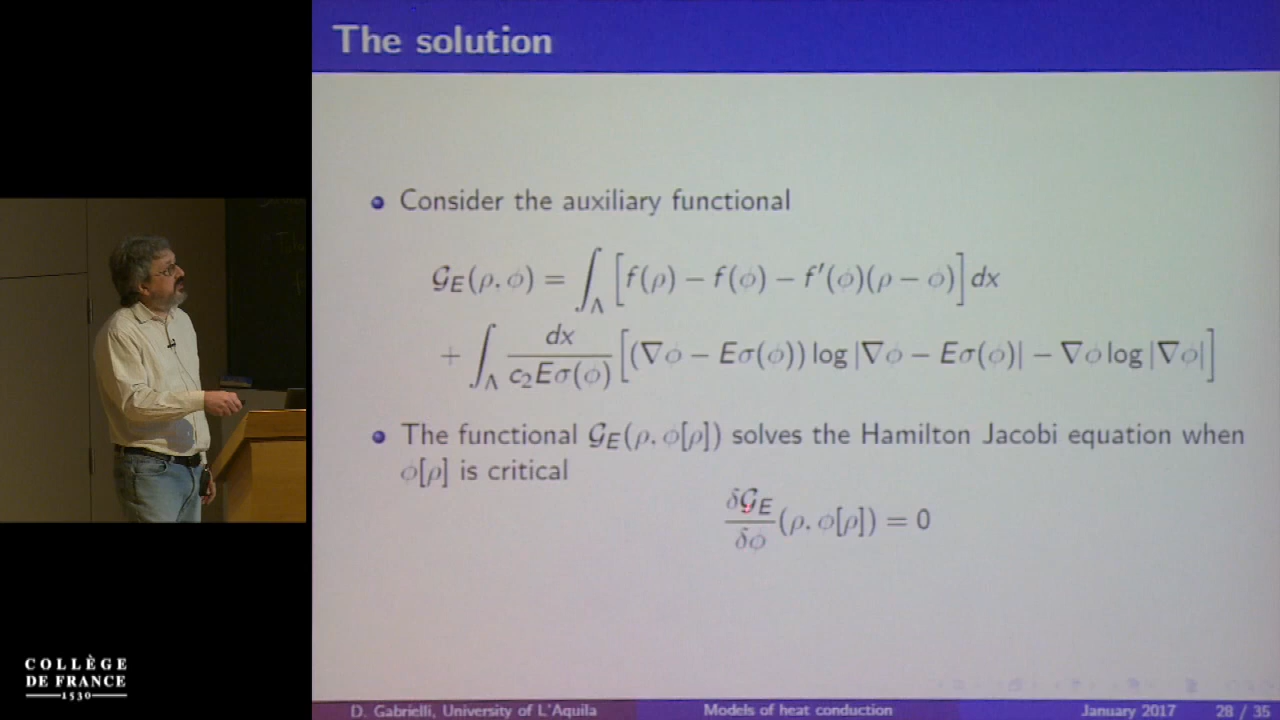 The solution
Consider the auxiliary functional
𝒢_E(ρ, φ) = ∫_Λ [f(ρ) − f(φ) − f′(φ)(ρ − φ)] dx
+ ∫_Λ dx / (c₂Eσ(φ)) [(∇φ − Eσ(φ)) log |∇φ − Eσ(φ)| − ∇φ log |∇φ|]
The functional 𝒢_E(ρ, φ[ρ]) solves the Hamilton Jacobi equation when
φ[ρ] is critical
δ𝒢_E / δφ (ρ, φ[ρ]) = 0
COLLÈGE
DE FRANCE
1530
D. Gabrielli, University of L'Aquila
Models of heat conduction
January 2017
28 / 35